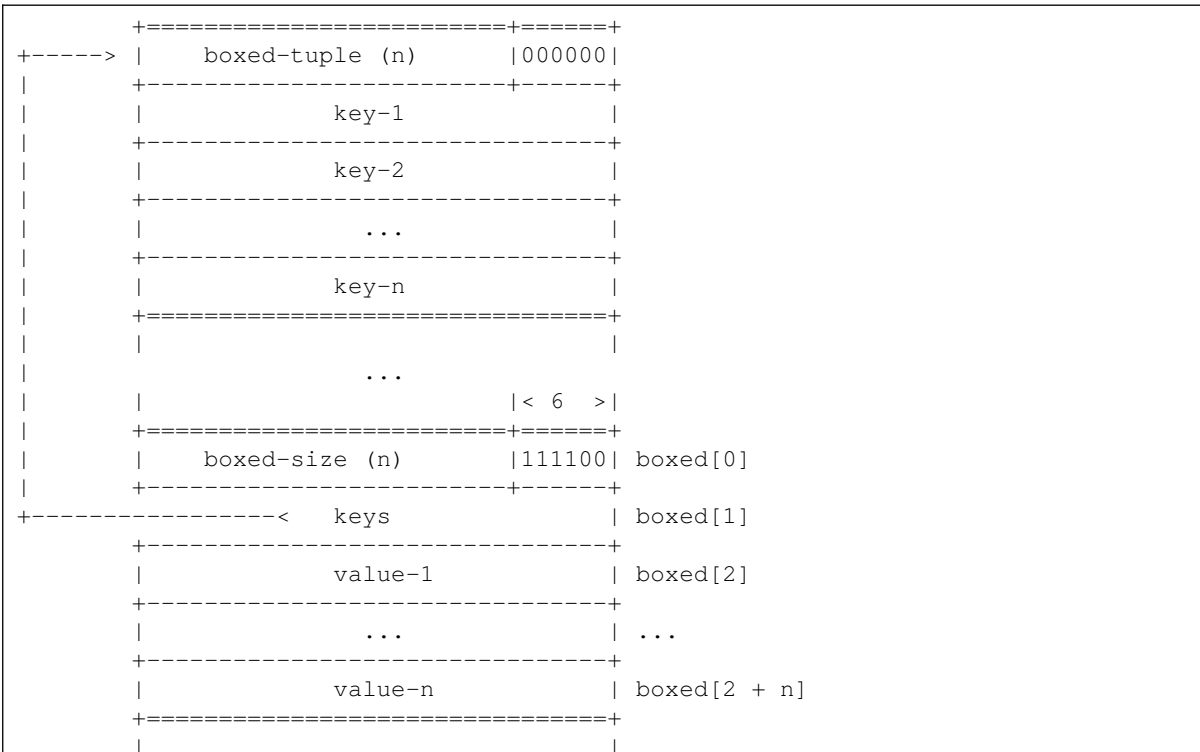 +=========================+======+
+-----> |    boxed-tuple (n)      |000000|
|       +-------------------------+------+
|       |             key-1              |
|       +--------------------------------+
|       |             key-2              |
|       +--------------------------------+
|       |               ...              |
|       +--------------------------------+
|       |             key-n              |
|       +================================+
|       |                                |
|                       ...
|       |                         |< 6  >|
|       +=========================+======+
|       |    boxed-size (n)       |111100| boxed[0]
|       +-------------------------+------+
+-----------------<   keys               | boxed[1]
        +--------------------------------+
        |             value-1            | boxed[2]
        +--------------------------------+
        |               ...              | ...
        +--------------------------------+
        |             value-n            | boxed[2 + n]
        +================================+
        |                                |